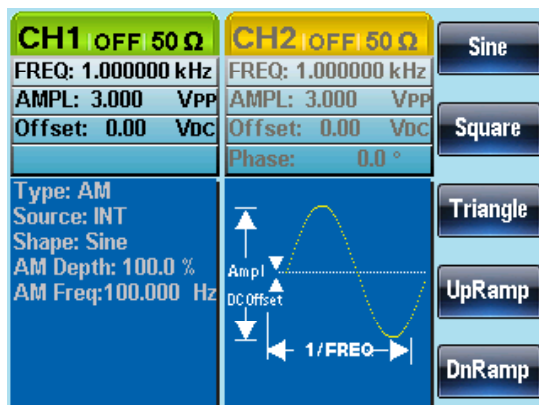 CH1 OFF 50 Ω
FREQ: 1.000000 kHz
AMPL: 3.000 VPP
Offset: 0.00 VDC
CH2 OFF 50 Ω
FREQ: 1.000000 kHz
AMPL: 3.000 VPP
Offset: 0.00 VDC
Phase: 0.0 °
Type: AM
Source: INT
Shape: Sine
AM Depth: 100.0 %
AM Freq:100.000 Hz
Ampl
DC Offset
1/FREQ
Sine
Square
Triangle
UpRamp
DnRamp